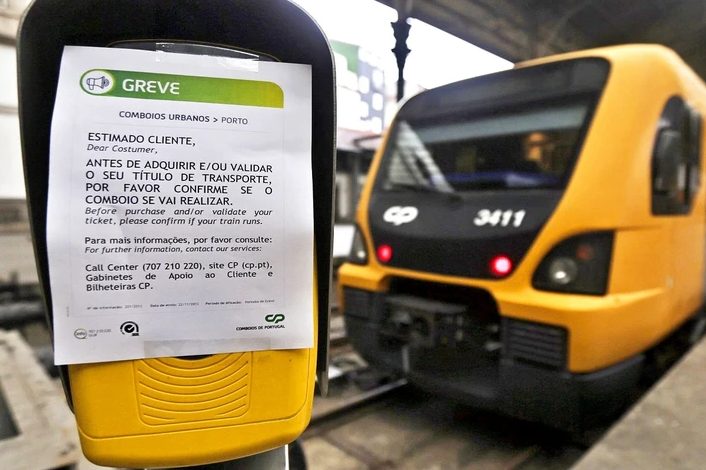 GREVE
COMBOIOS URBANOS > PORTO
ESTIMADO CLIENTE,
Dear Costumer,
ANTES DE ADQUIRIR E/OU VALIDAR
O SEU TÍTULO DE TRANSPORTE,
POR FAVOR CONFIRME SE O
COMBOIO SE VAI REALIZAR.
Before purchase and/or validate your
ticket, please confirm if your train runs.
Para mais informações, por favor consulte:
For further information, contact our services:
Call Center (707 210 220), site CP (cp.pt),
Gabinetes de Apoio ao Cliente e
Bilheteiras CP.
CP
COMBOIOS DE PORTUGAL
CP 3411